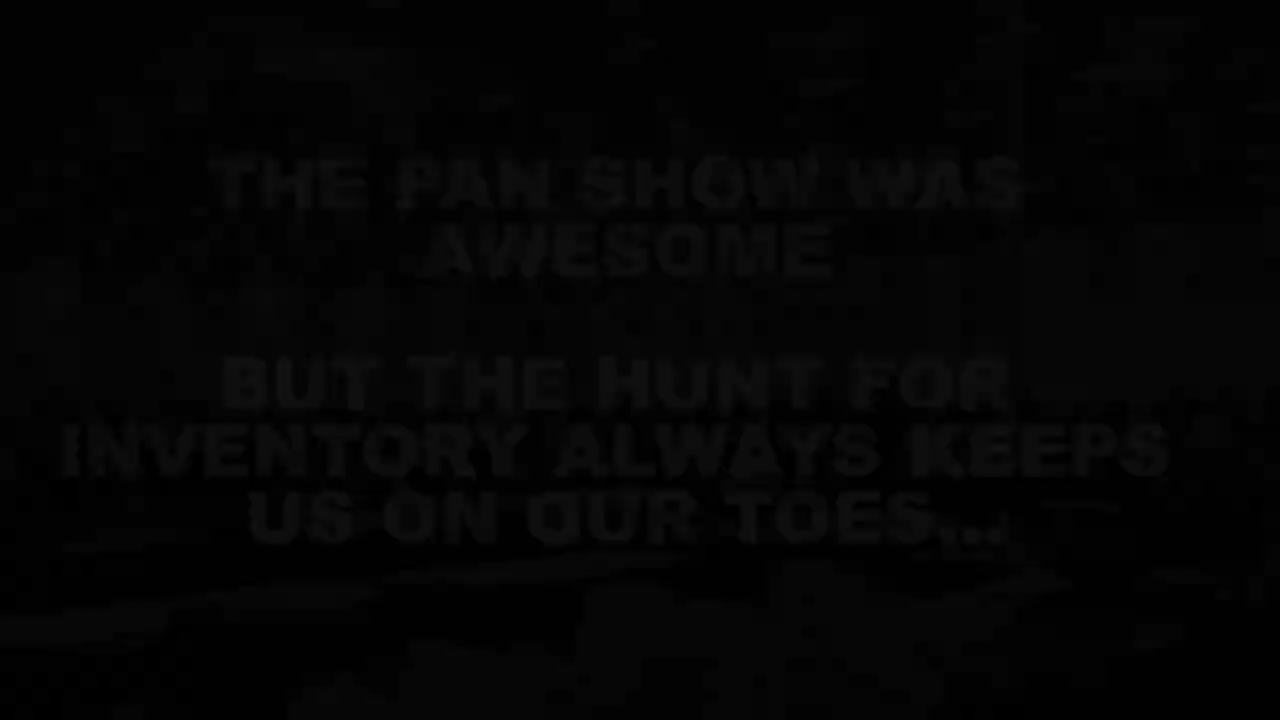 THE PAN SHOW WAS
AWESOME
BUT THE HUNT FOR
INVENTORY ALWAYS KEEPS
US ON OUR TOES...